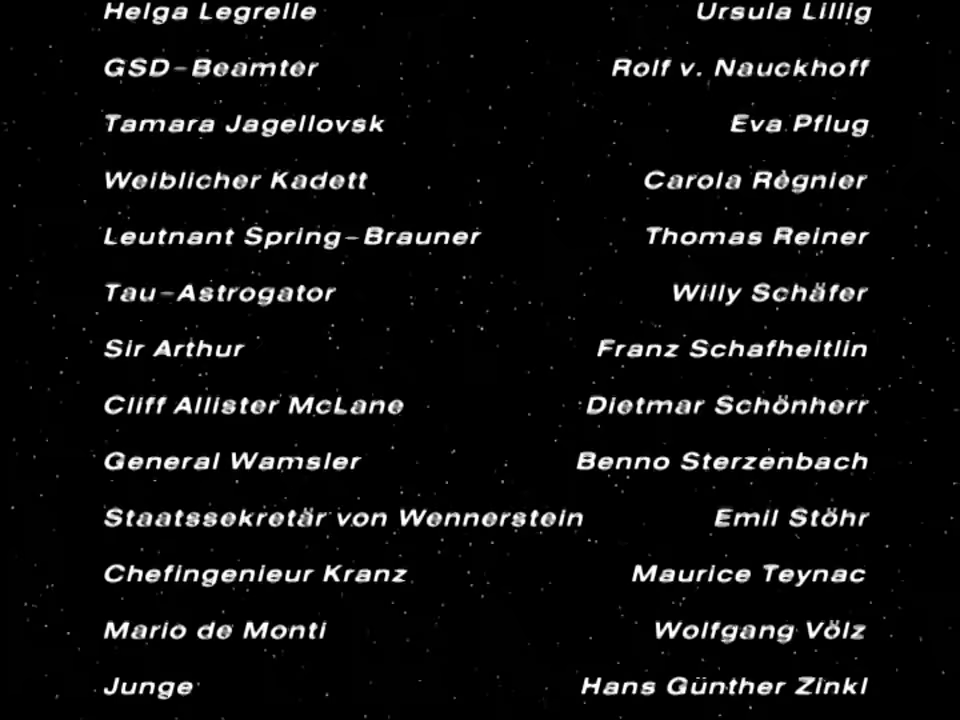 Helga Legrelle Ursula Lillig
GSD-Beamter Rolf v. Nauckhoff
Tamara Jagellovsk Eva Pflug
Weiblicher Kadett Carola Règnier
Leutnant Spring-Brauner Thomas Reiner
Tau-Astrogator Willy Schäfer
Sir Arthur Franz Schafheitlin
Cliff Allister McLane Dietmar Schönherr
General Wamsler Benno Sterzenbach
Staatssekretär von Wennerstein Emil Stöhr
Chefingenieur Kranz Maurice Teynac
Mario de Monti Wolfgang Völz
Junge Hans Günther Zinkl